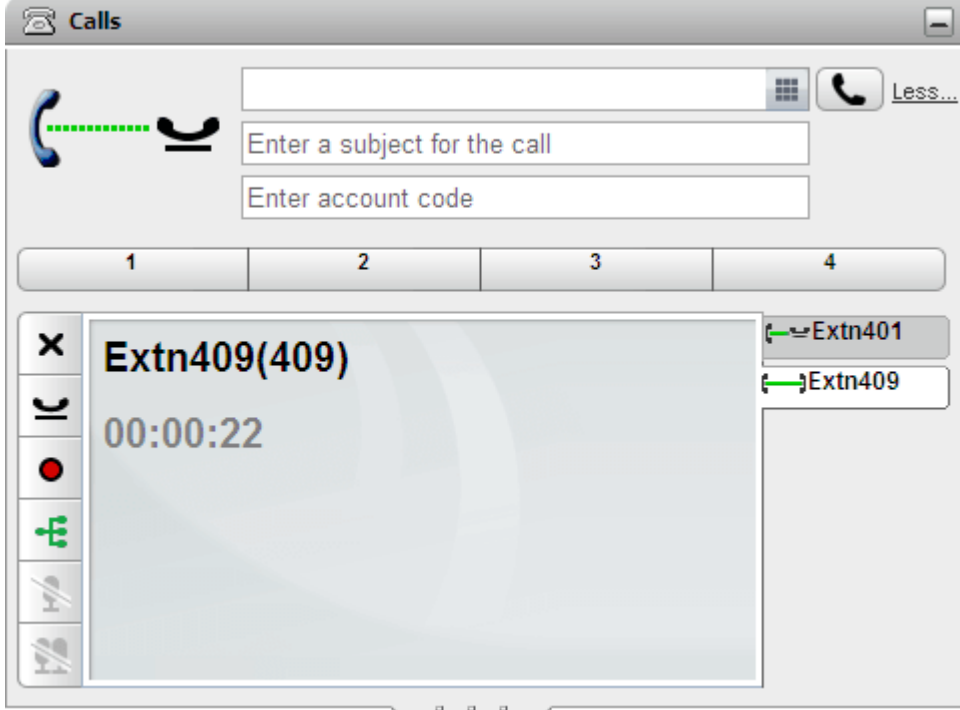 Calls
Less...
Enter a subject for the call
Enter account code
1 2 3 4
Extn409(409)
00:00:22
Extn401
Extn409